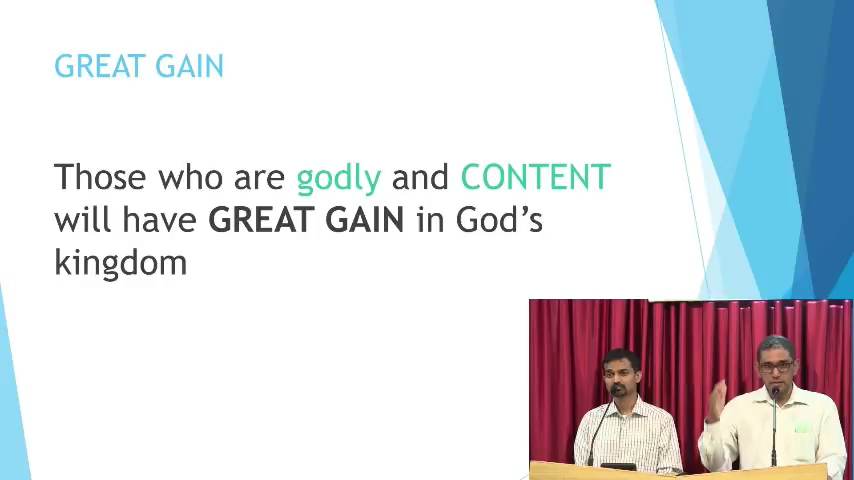 GREAT GAIN
Those who are godly and CONTENT
will have GREAT GAIN in God’s
kingdom